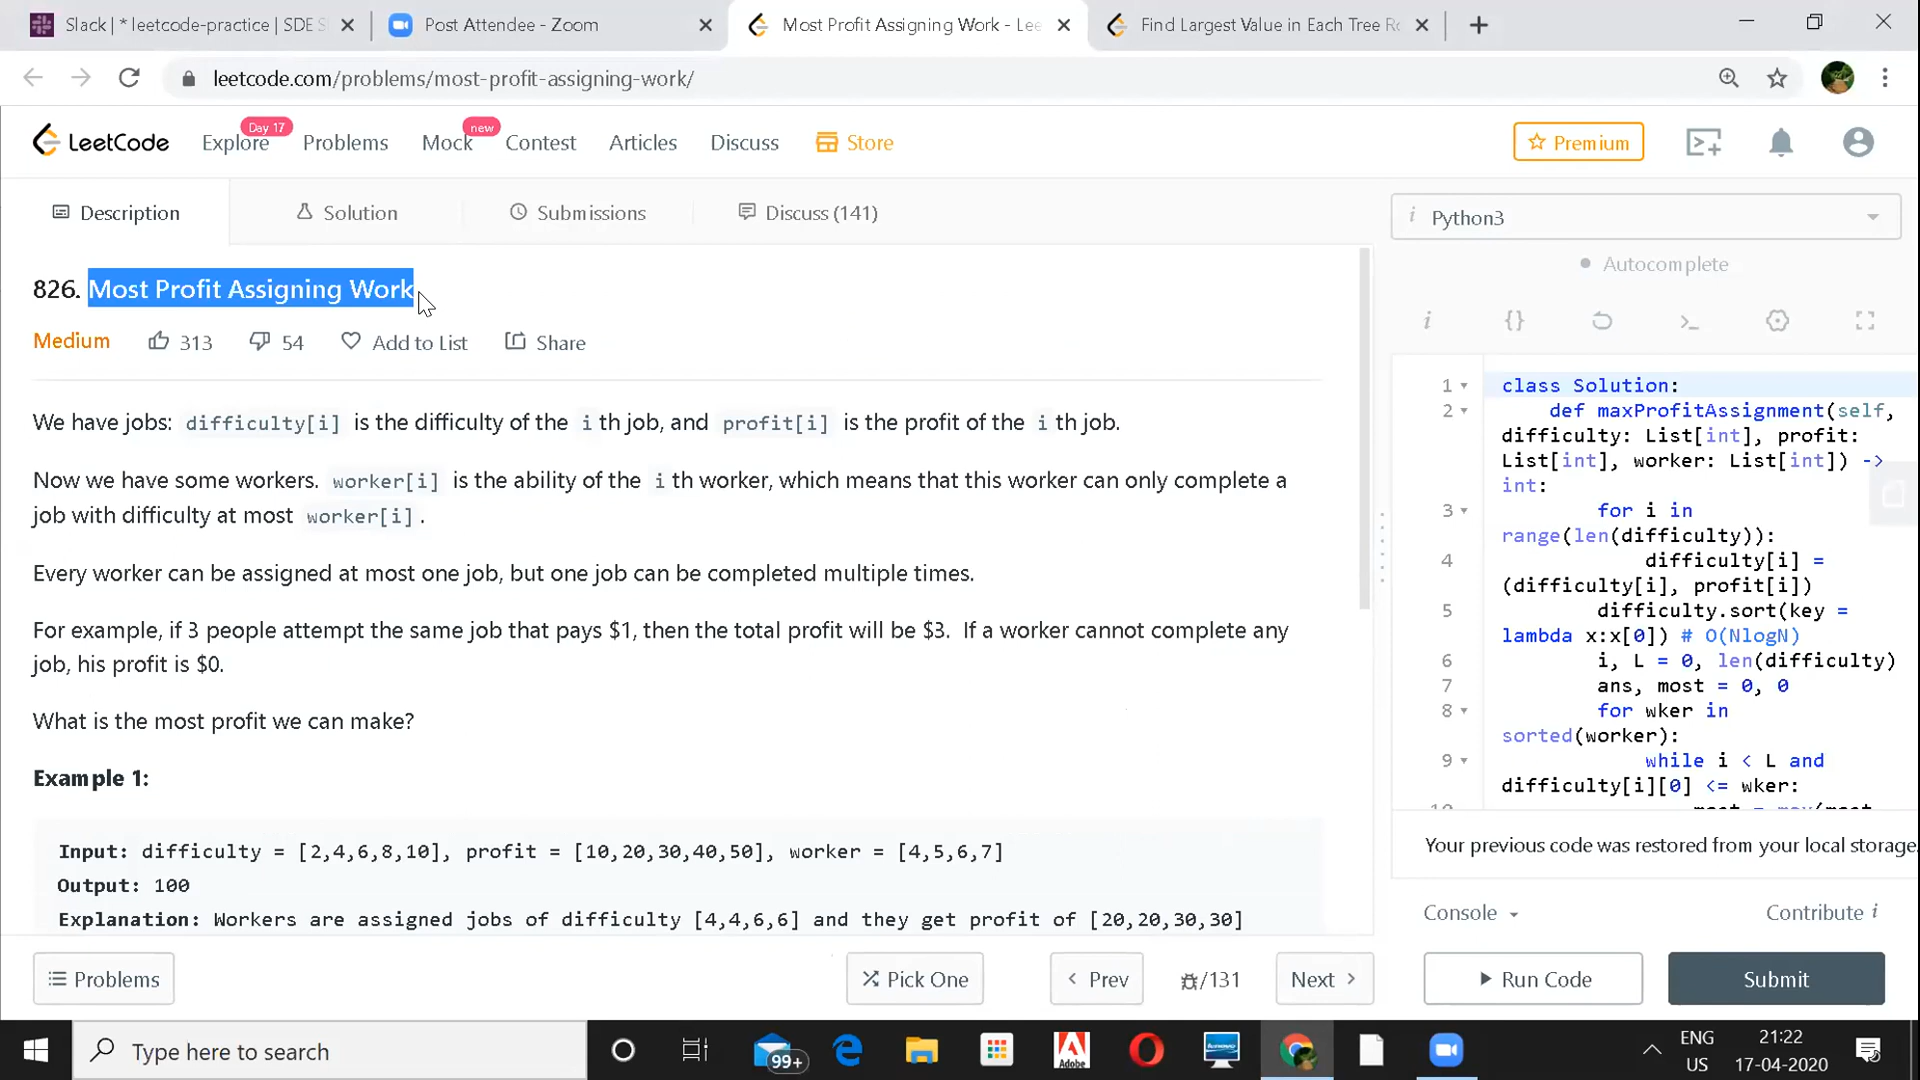 Slack | *leetcode-practice | SDE S
Post Attendee - Zoom
Most Profit Assigning Work - Lee
Find Largest Value in Each Tree Ro
leetcode.com/problems/most-profit-assigning-work/
LeetCode
Explore
Day 17
Problems
Mock
new
Contest
Articles
Discuss
Store
Premium
Description
Solution
Submissions
Discuss (141)
Python3
Autocomplete
826. Most Profit Assigning Work
Medium
313
54
Add to List
Share
We have jobs: difficulty[i] is the difficulty of the i th job, and profit[i] is the profit of the i th job.
Now we have some workers. worker[i] is the ability of the i th worker, which means that this worker can only complete a
job with difficulty at most worker[i].
Every worker can be assigned at most one job, but one job can be completed multiple times.
For example, if 3 people attempt the same job that pays $1, then the total profit will be $3. If a worker cannot complete any
job, his profit is $0.
What is the most profit we can make?
Example 1:
Input: difficulty = [2,4,6,8,10], profit = [10,20,30,40,50], worker = [4,5,6,7]
Output: 100
Explanation: Workers are assigned jobs of difficulty [4,4,6,6] and they get profit of [20,20,30,30]
1 class Solution:
2 def maxProfitAssignment(self,
difficulty: List[int], profit:
List[int], worker: List[int]) ->
int:
3 for i in
range(len(difficulty)):
4 difficulty[i] =
(difficulty[i], profit[i])
5 difficulty.sort(key =
lambda x:x[0]) # O(NlogN)
6 i, L = 0, len(difficulty)
7 ans, most = 0, 0
8 for wker in
sorted(worker):
9 while i < L and
difficulty[i][0] <= wker:
10 most = max(most,
Your previous code was restored from your local storage.
Console
Contribute i
Problems
Pick One
Prev
/131
Next
Run Code
Submit
Type here to search
99+
Adobe
ENG
US
21:22
17-04-2020